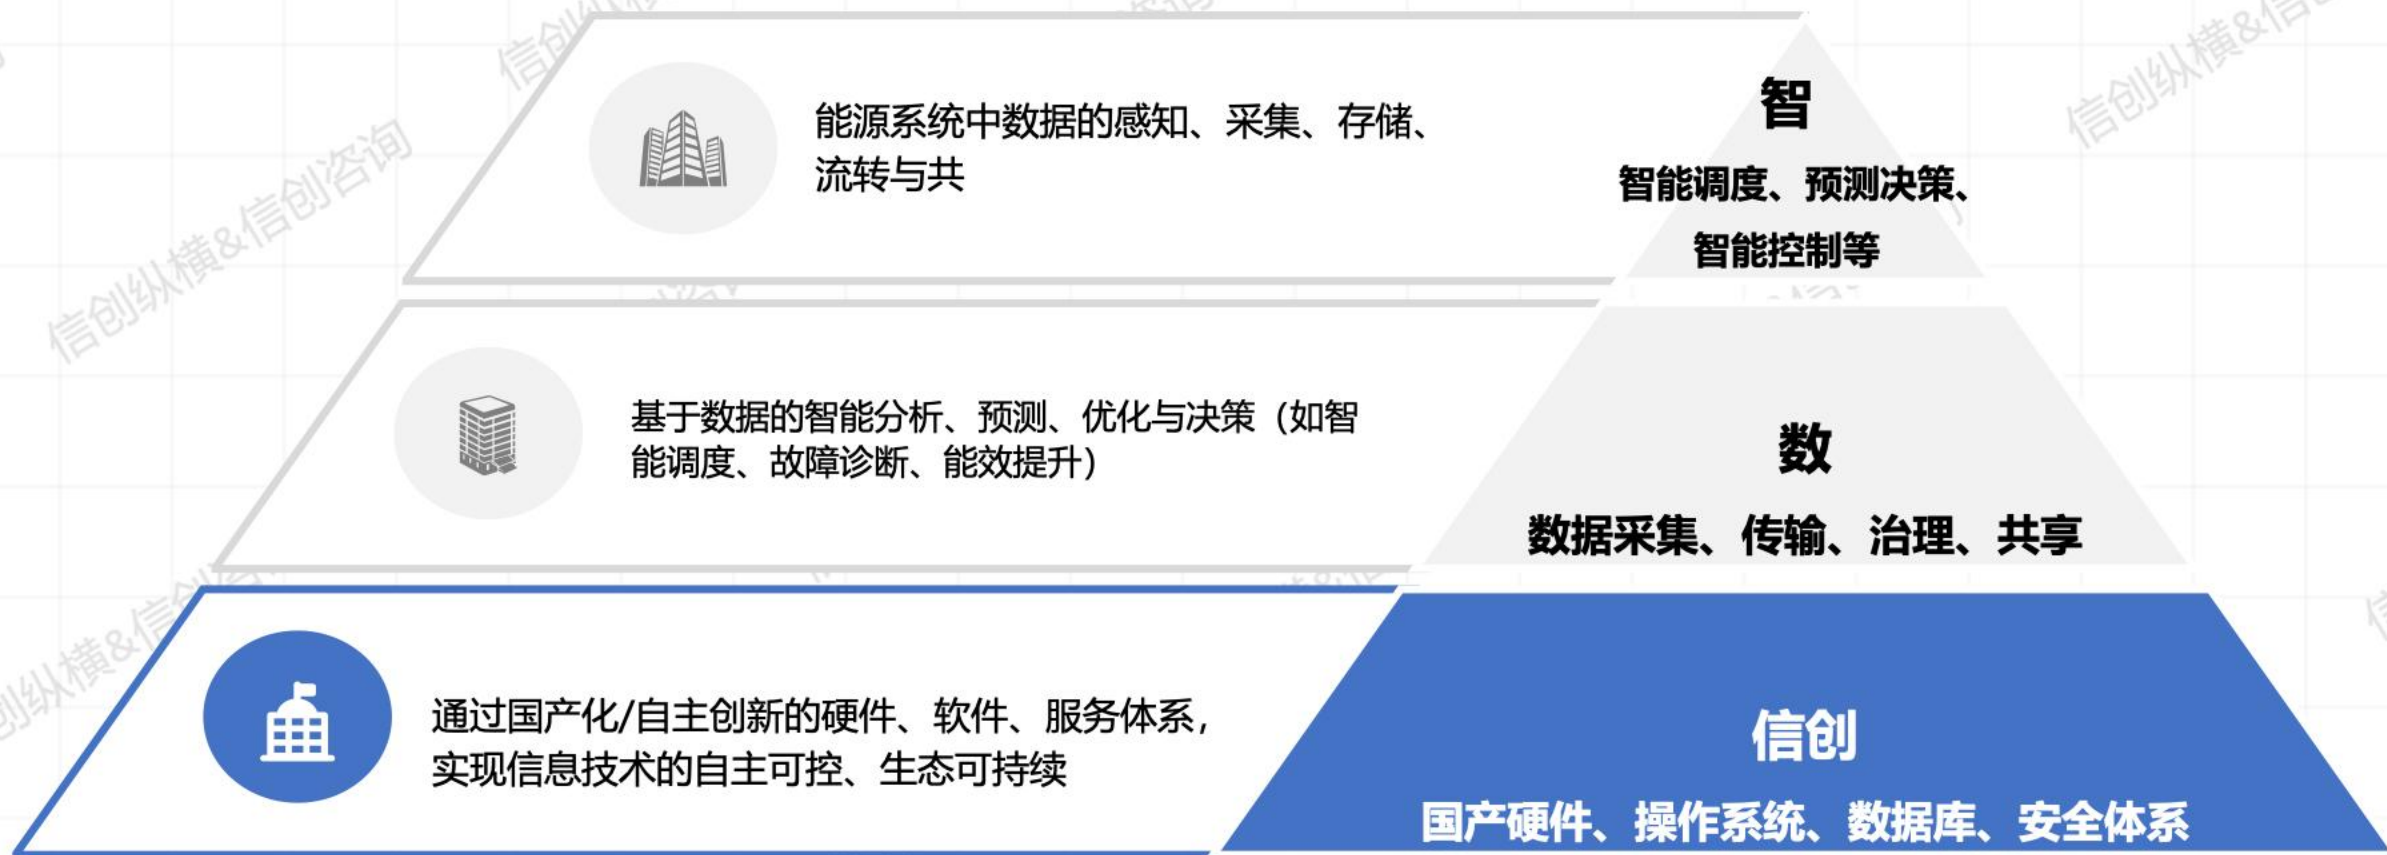 能源系统中数据的感知、采集、存储、
流转与共
智
智能调度、预测决策、
智能控制等
基于数据的智能分析、预测、优化与决策（如智
能调度、故障诊断、能效提升）
数
数据采集、传输、治理、共享
通过国产化/自主创新的硬件、软件、服务体系，
实现信息技术的自主可控、生态可持续
信创
国产硬件、操作系统、数据库、安全体系
信创纵横&信创咨询